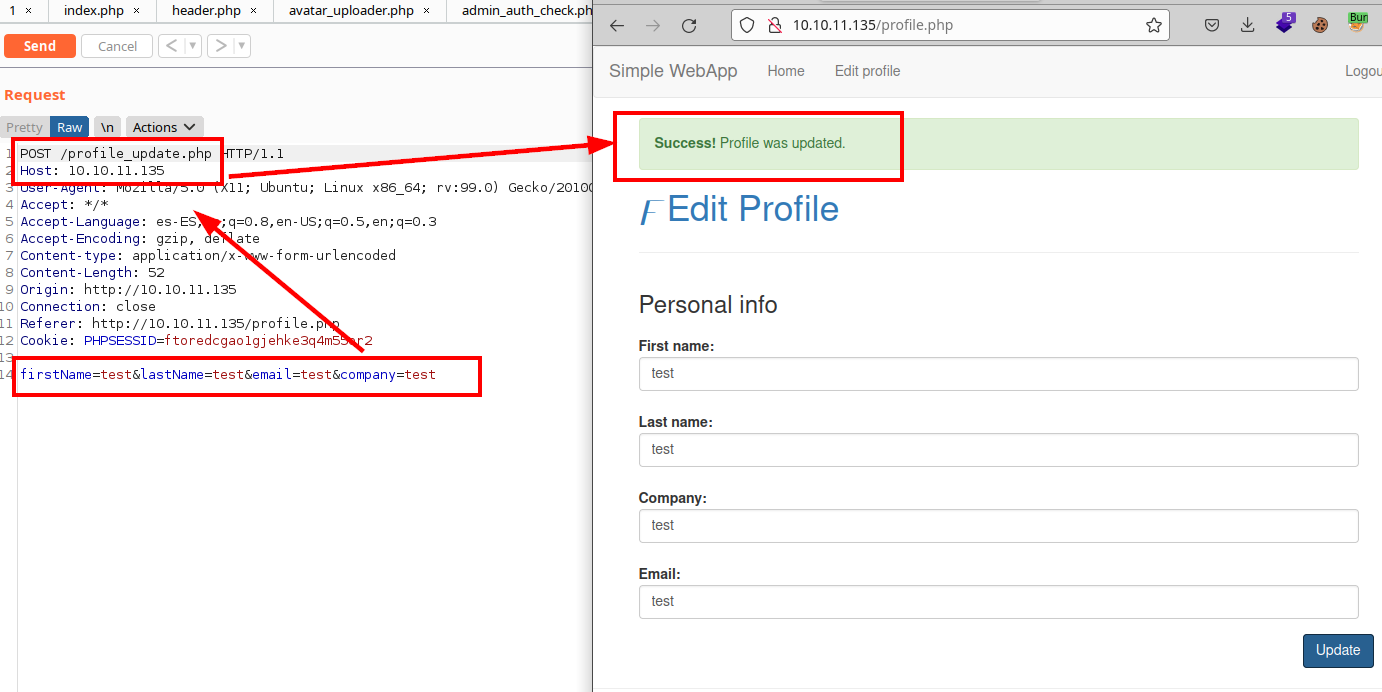 1 ×
index.php ×
header.php ×
avatar_uploader.php ×
admin_auth_check.ph
Send
Cancel
<
>
Request
Pretty
Raw
\n
Actions
1 POST /profile_update.php HTTP/1.1
2 Host: 10.10.11.135
3 User-Agent: Mozilla/5.0 (X11; Ubuntu; Linux x86_64; rv:99.0) Gecko/2010
4 Accept: */*
5 Accept-Language: es-ES, ;q=0.8,en-US;q=0.5,en;q=0.3
6 Accept-Encoding: gzip, deflate
7 Content-type: application/x-www-form-urlencoded
8 Content-Length: 52
9 Origin: http://10.10.11.135
10 Connection: close
11 Referer: http://10.10.11.135/profile.php
12 Cookie:
13
14 firstName=test&lastName=test&email=test&company=test
10.10.11.135/profile.php
5
Bur
Simple WebApp
Home
Edit profile
Logou
Success! Profile was updated.
F Edit Profile
Personal info
First name:
test
Last name:
test
Company:
test
Email:
test
Update